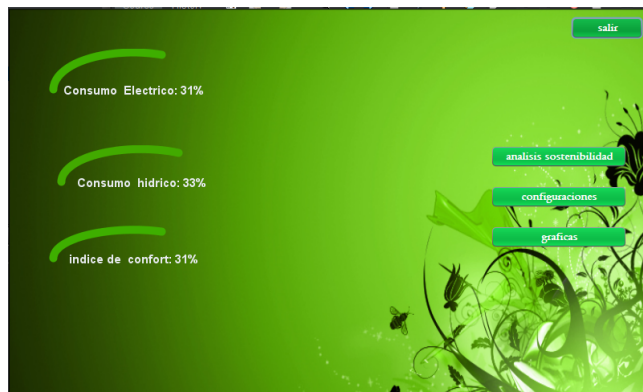 salir
Consumo Electrico: 31%
analisis sostenibilidad
Consumo hidrico: 33%
configuraciones
graficas
indice de confort: 31%